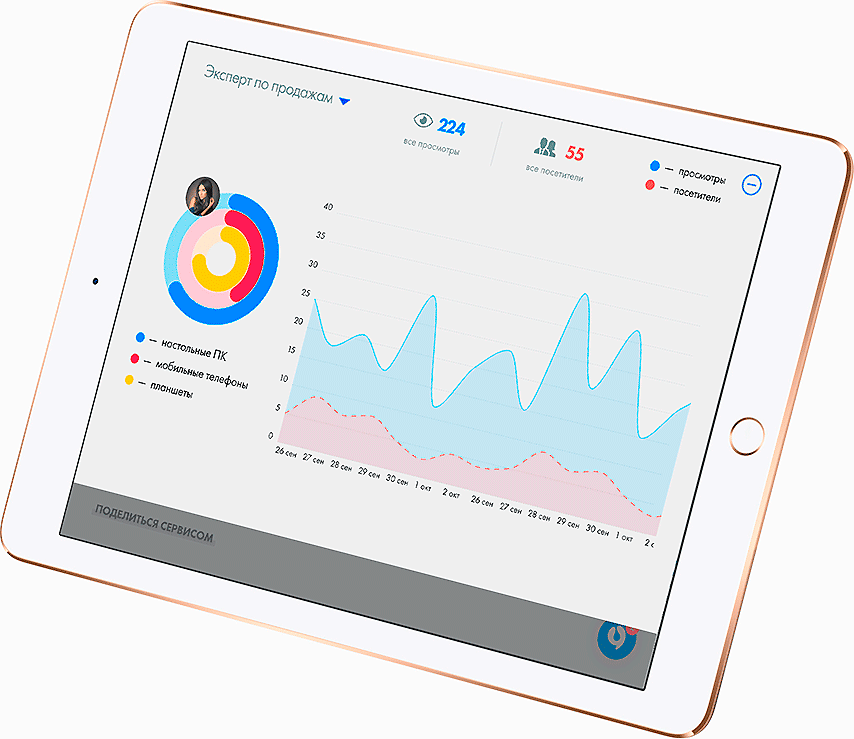 Эксперт по продажам
224
все просмотры
55
все посетители
— просмотры
— посетители
40
35
30
25
20
15
10
5
0
26 сен 27 сен 28 сен 29 сен 30 сен 1 окт 2 окт 26 сен 27 сен 28 сен 29 сен 30 сен 1 окт 2 с
— настольные ПК
— мобильные телефоны
— планшеты
ПОДЕЛИТЬСЯ СЕРВИСОМ